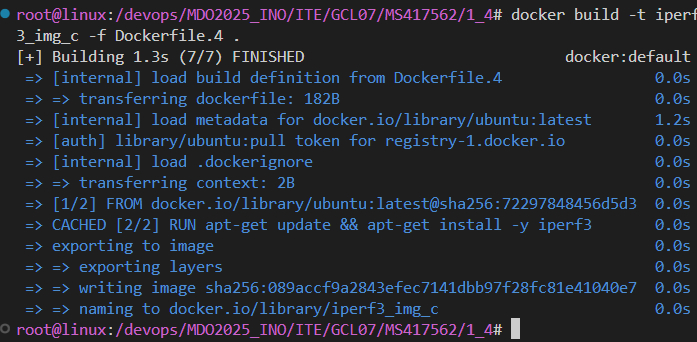 root@linux:/devops/MDO2025_INO/ITE/GCL07/MS417562/1_4# docker build -t iperf
3_img_c -f Dockerfile.4 .
[+] Building 1.3s (7/7) FINISHED docker:default
=> [internal] load build definition from Dockerfile.4 0.0s
=> => transferring dockerfile: 182B 0.0s
=> [internal] load metadata for docker.io/library/ubuntu:latest 1.2s
=> [auth] library/ubuntu:pull token for registry-1.docker.io 0.0s
=> [internal] load .dockerignore 0.0s
=> => transferring context: 2B 0.0s
=> [1/2] FROM docker.io/library/ubuntu:latest@sha256:72297848456d5d3 0.0s
=> CACHED [2/2] RUN apt-get update && apt-get install -y iperf3 0.0s
=> exporting to image 0.0s
=> => exporting layers 0.0s
=> => writing image sha256:089accf9a2843efec7141dbb97f28fc81e41040e7 0.0s
=> => naming to docker.io/library/iperf3_img_c 0.0s
root@linux:/devops/MDO2025_INO/ITE/GCL07/MS417562/1_4#